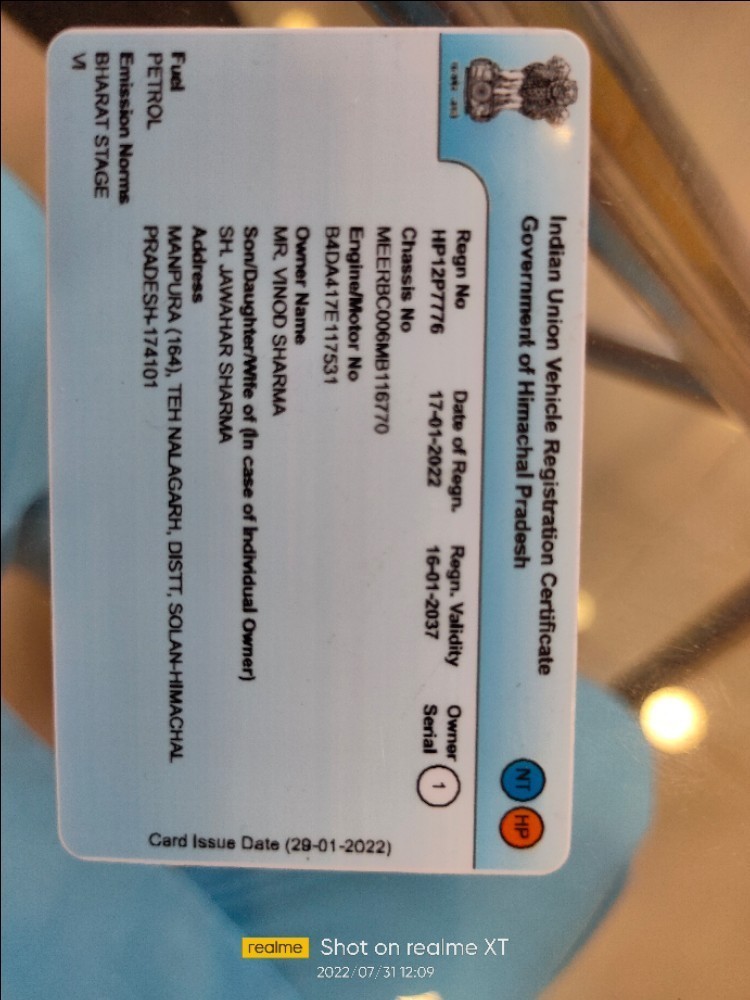 Indian Union Vehicle Registration Certificate
Government of Himachal Pradesh
NT HP
Regn No Date of Regn. Regn. Validity Owner
HP12P7776 17-01-2022 16-01-2037 Serial 1
Chassis No
MEERBC006MB116770
Engine/Motor No
B4DA417E117531
Owner Name
MR. VINOD SHARMA
Son/Daughter/Wife of (In case of Individual Owner)
SH. JAWAHAR SHARMA
Address
MANPURA (164), TEH NALAGARH, DISTT, SOLAN-HIMACHAL
PRADESH-174101
Fuel
PETROL
Emission Norms
BHARAT STAGE
VI
Card Issue Date (29-01-2022)
realme Shot on realme XT
2022/07/31 12:09